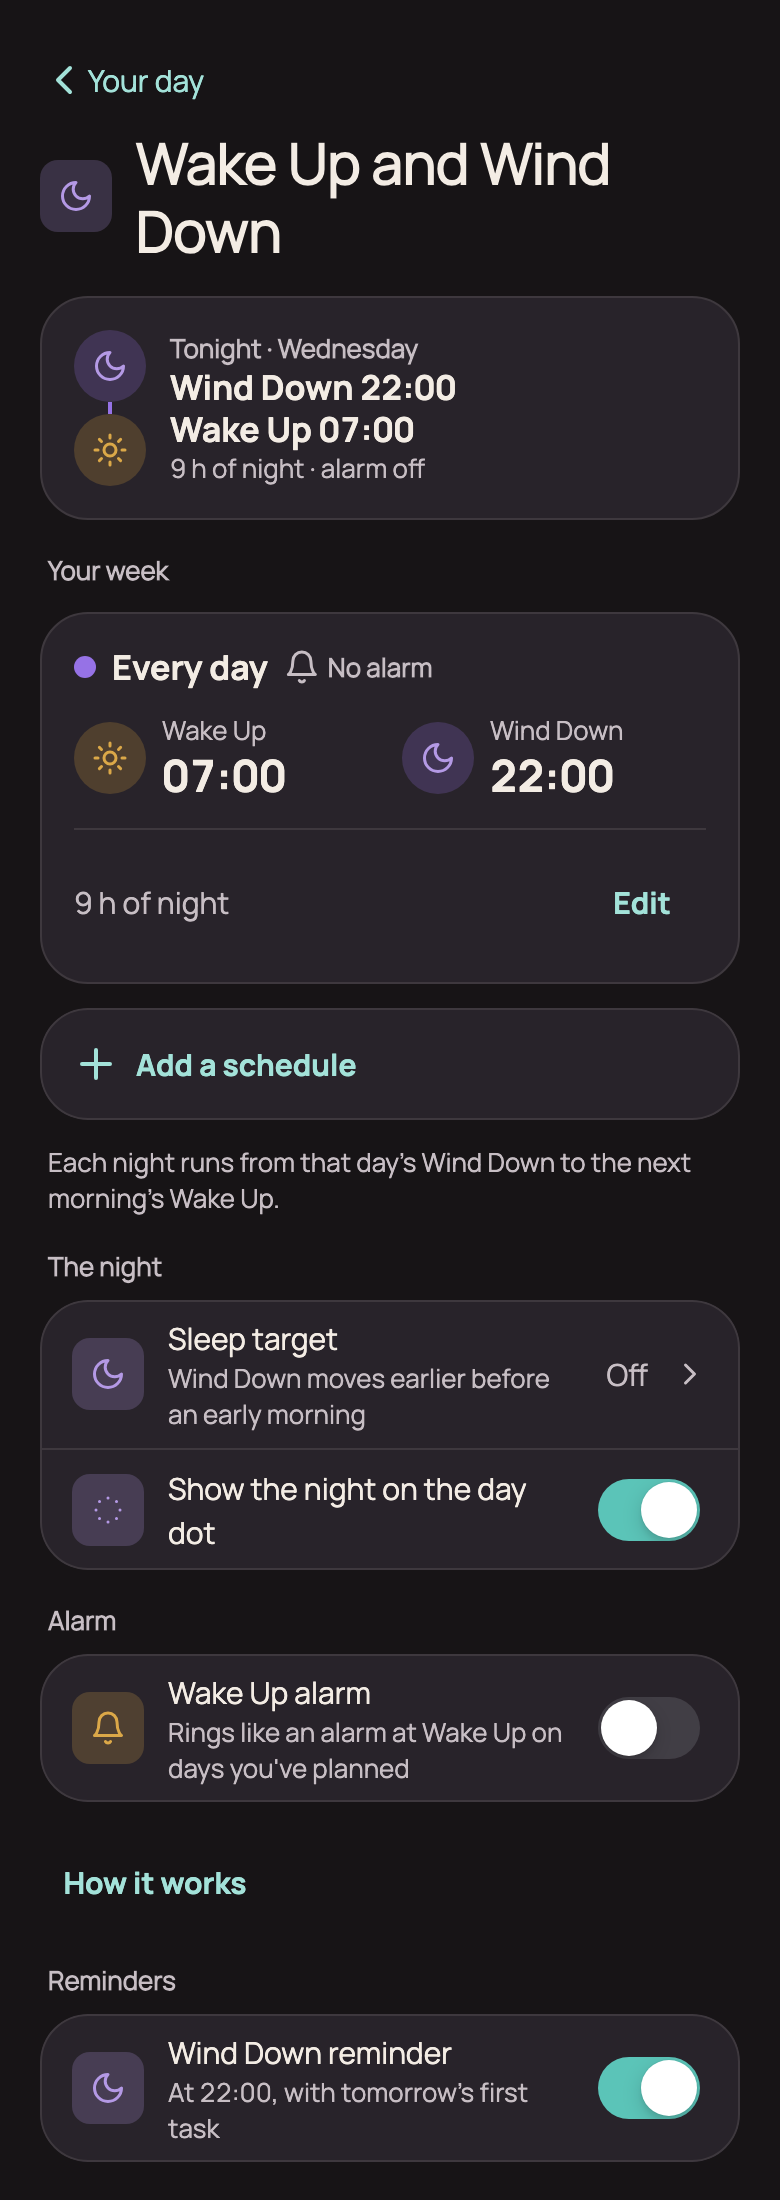 Your day
Wake Up and Wind
Down
Tonight · Wednesday
Wind Down 22:00
Wake Up 07:00
9 h of night · alarm off
Your week
Every day No alarm
Wake Up
07:00
Wind Down
22:00
9 h of night
Edit
Add a schedule
Each night runs from that day’s Wind Down to the next
morning’s Wake Up.
The night
Sleep target
Wind Down moves earlier before
an early morning
Off
Show the night on the day
dot
Alarm
Wake Up alarm
Rings like an alarm at Wake Up on
days you've planned
How it works
Reminders
Wind Down reminder
At 22:00, with tomorrow’s first
task